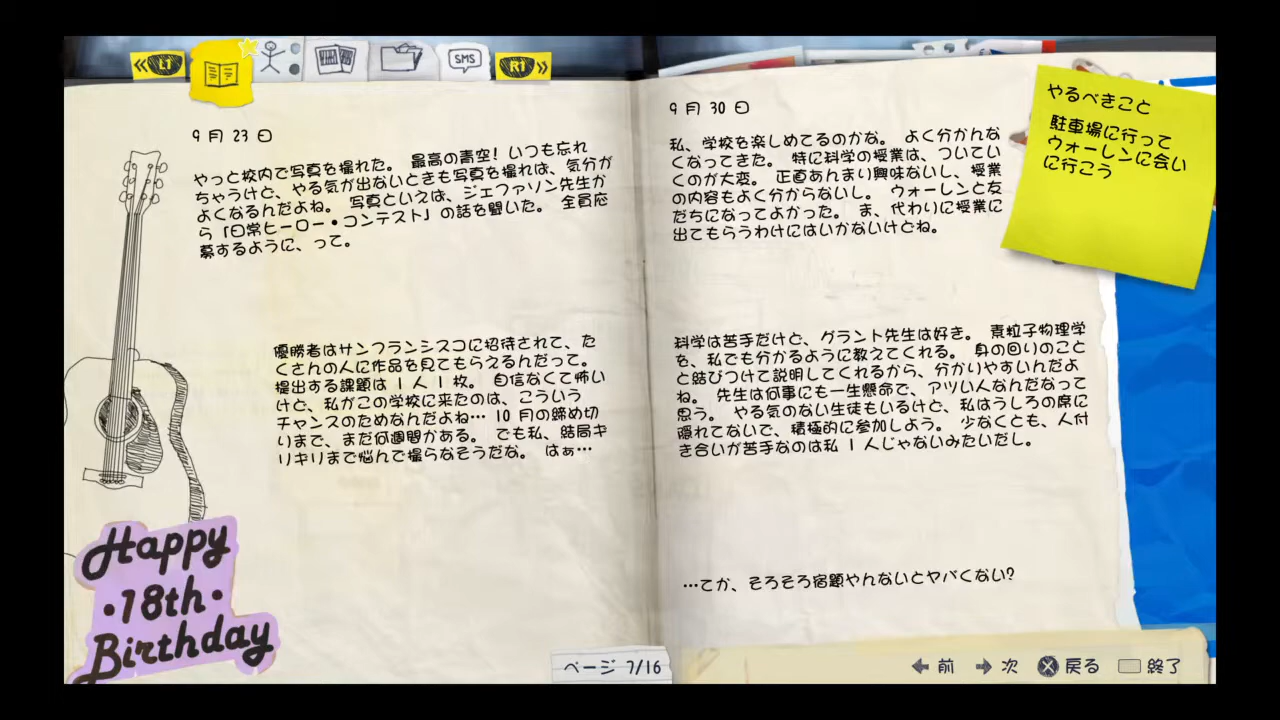 L1
SMS
R1
9月23日
やっと校内で写真を撮れた。 最高の青空! いつも忘れ
ちゃうけど、やる気が出ないときも写真を撮れば、気分が
よくなるんだよね。 写真といえば、ジェファソン先生か
ら「日常ヒーロー・コンテスト」の話を聞いた。 全員応
募するように、って。
優勝者はサンフランシスコに招待されて、た
くさんの人に作品を見てもらえるんだって。
提出する課題は1人1枚。 自信なくて怖い
けど、私がこの学校に来たのは、こういう
チャンスのためなんだよね… 10月の締め切
りまで、まだ何週間かある。 でも私、結局ギ
リギリまで悩んで撮らなそうだな。 はぁ…
Happy
・18th・
Birthday
9月30日
私、学校を楽しめてるのかな。 よく分かんな
くなってきた。 特に科学の授業は、ついてい
くのが大変。 正直あんまり興味ないし、授業
の内容もよく分からないし。 ウォーレンと友
だちになってよかった。 ま、代わりに授業に
出てもらうわけにはいかないけどね。
科学は苦手だけど、グラント先生は好き。 素粒子物理学
を、私でも分かるように教えてくれる。 身の回りのこと
と結びつけて説明してくれるから、分かりやすいんだよ
ね。 先生は何事にも一生懸命で、アツい人なんだなって
思う。 やる気のない生徒もいるけど、私はうしろの席に
隠れてないで、積極的に参加しよう。 少なくとも、人付
き合いが苦手なのは私1人じゃないみたいだし。
…てか、そろそろ宿題やんないとヤバくない?
やるべきこと
駐車場に行って
ウォーレンに会い
に行こう
ページ 7/16
前 次 戻る 終了